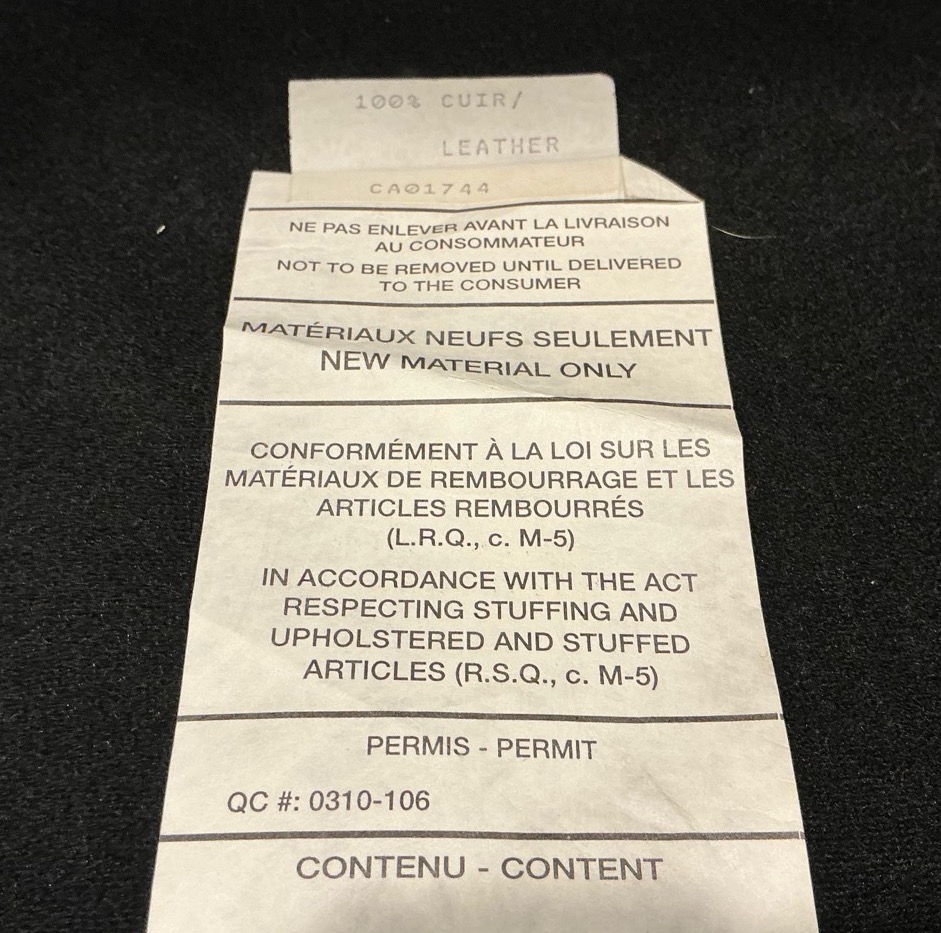 100% CUIR/
LEATHER
CA01744
NE PAS ENLEVER AVANT LA LIVRAISON
AU CONSOMMATEUR
NOT TO BE REMOVED UNTIL DELIVERED
TO THE CONSUMER
MATÉRIAUX NEUFS SEULEMENT
NEW MATERIAL ONLY
CONFORMÉMENT À LA LOI SUR LES
MATÉRIAUX DE REMBOURRAGE ET LES
ARTICLES REMBOURRÉS
(L.R.Q., c. M-5)
IN ACCORDANCE WITH THE ACT
RESPECTING STUFFING AND
UPHOLSTERED AND STUFFED
ARTICLES (R.S.Q., c. M-5)
PERMIS - PERMIT
QC #: 0310-106
CONTENU - CONTENT